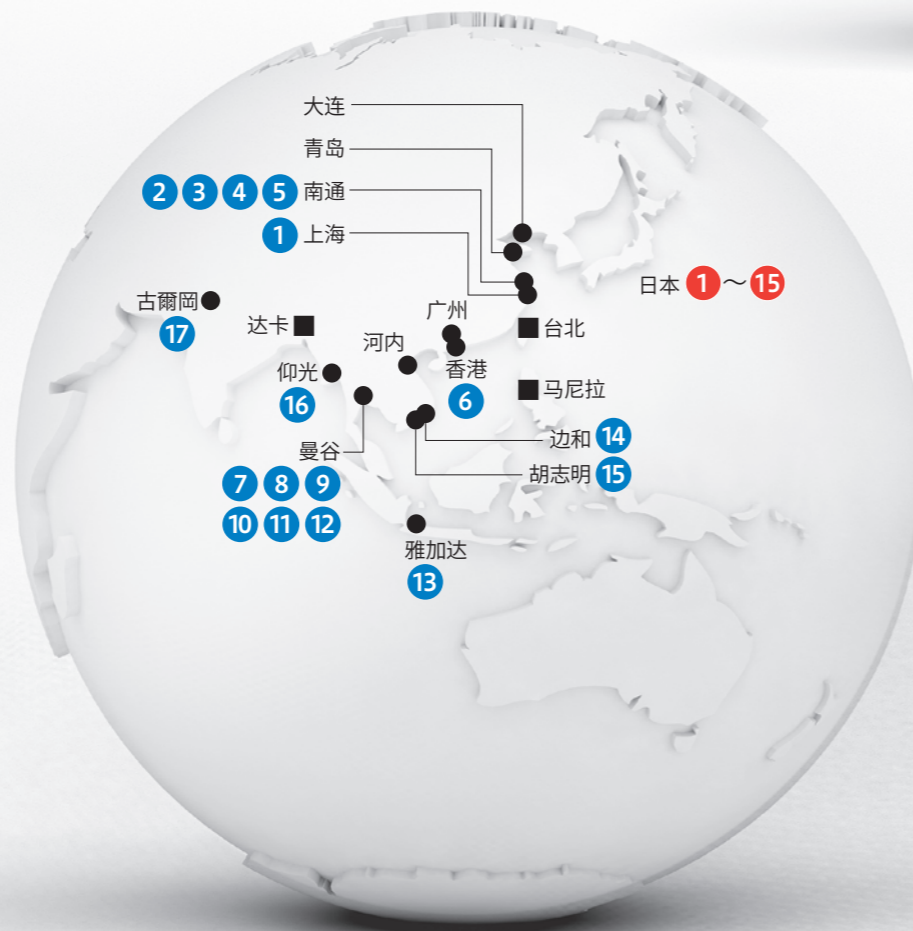 大连
青岛
2 3 4 5 南通
1 上海
日本 1～15
古爾冈
17
达卡
广州
台北
河内
仰光
16
香港
6
马尼拉
曼谷
边和 14
胡志明 15
7 8 9
10 11 12
雅加达
13